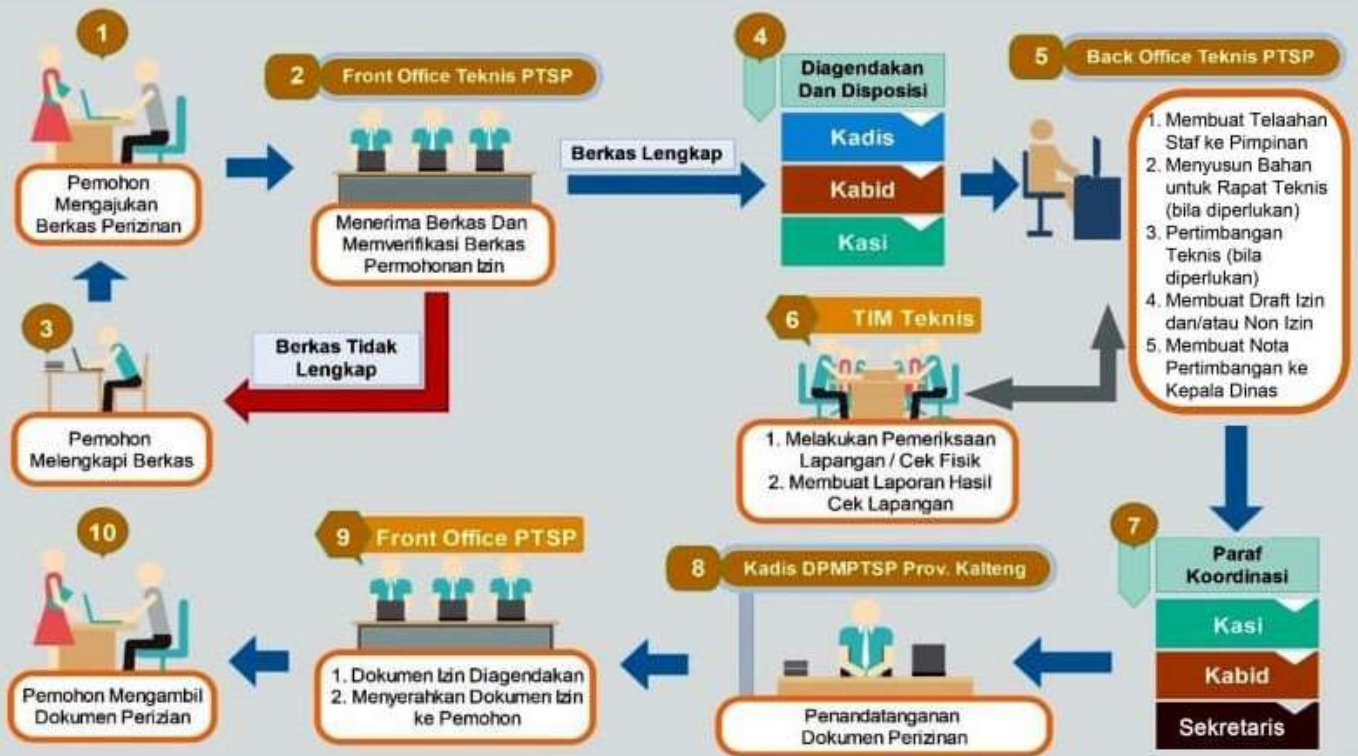 1
Pemohon
Mengajukan
Berkas Perizinan
2 Front Office Teknis PTSP
Menerima Berkas Dan
Memverifikasi Berkas
Permohonan Izin
Berkas Lengkap
Berkas Tidak
Lengkap
3
Pemohon
Melengkapi Berkas
4
Diagendakan
Dan Disposisi
Kadis
Kabid
Kasi
5 Back Office Teknis PTSP
1. Membuat Telaahan
Staf ke Pimpinan
2. Menyusun Bahan
untuk Rapat Teknis
(bila diperlukan)
3. Pertimbangan
Teknis (bila
diperlukan)
4. Membuat Draft Izin
dan/atau Non Izin
5. Membuat Nota
Pertimbangan ke
Kepala Dinas
6 TIM Teknis
1. Melakukan Pemeriksaan
Lapangan / Cek Fisik
2. Membuat Laporan Hasil
Cek Lapangan
7
Paraf
Koordinasi
Kasi
Kabid
Sekretaris
8 Kadis DPMPTSP Prov. Kalteng
Penandatanganan
Dokumen Perizinan
9 Front Office PTSP
1. Dokumen Izin Diagendakan
2. Menyerahkan Dokumen Izin
ke Pemohon
10
Pemohon Mengambil
Dokumen Perizian